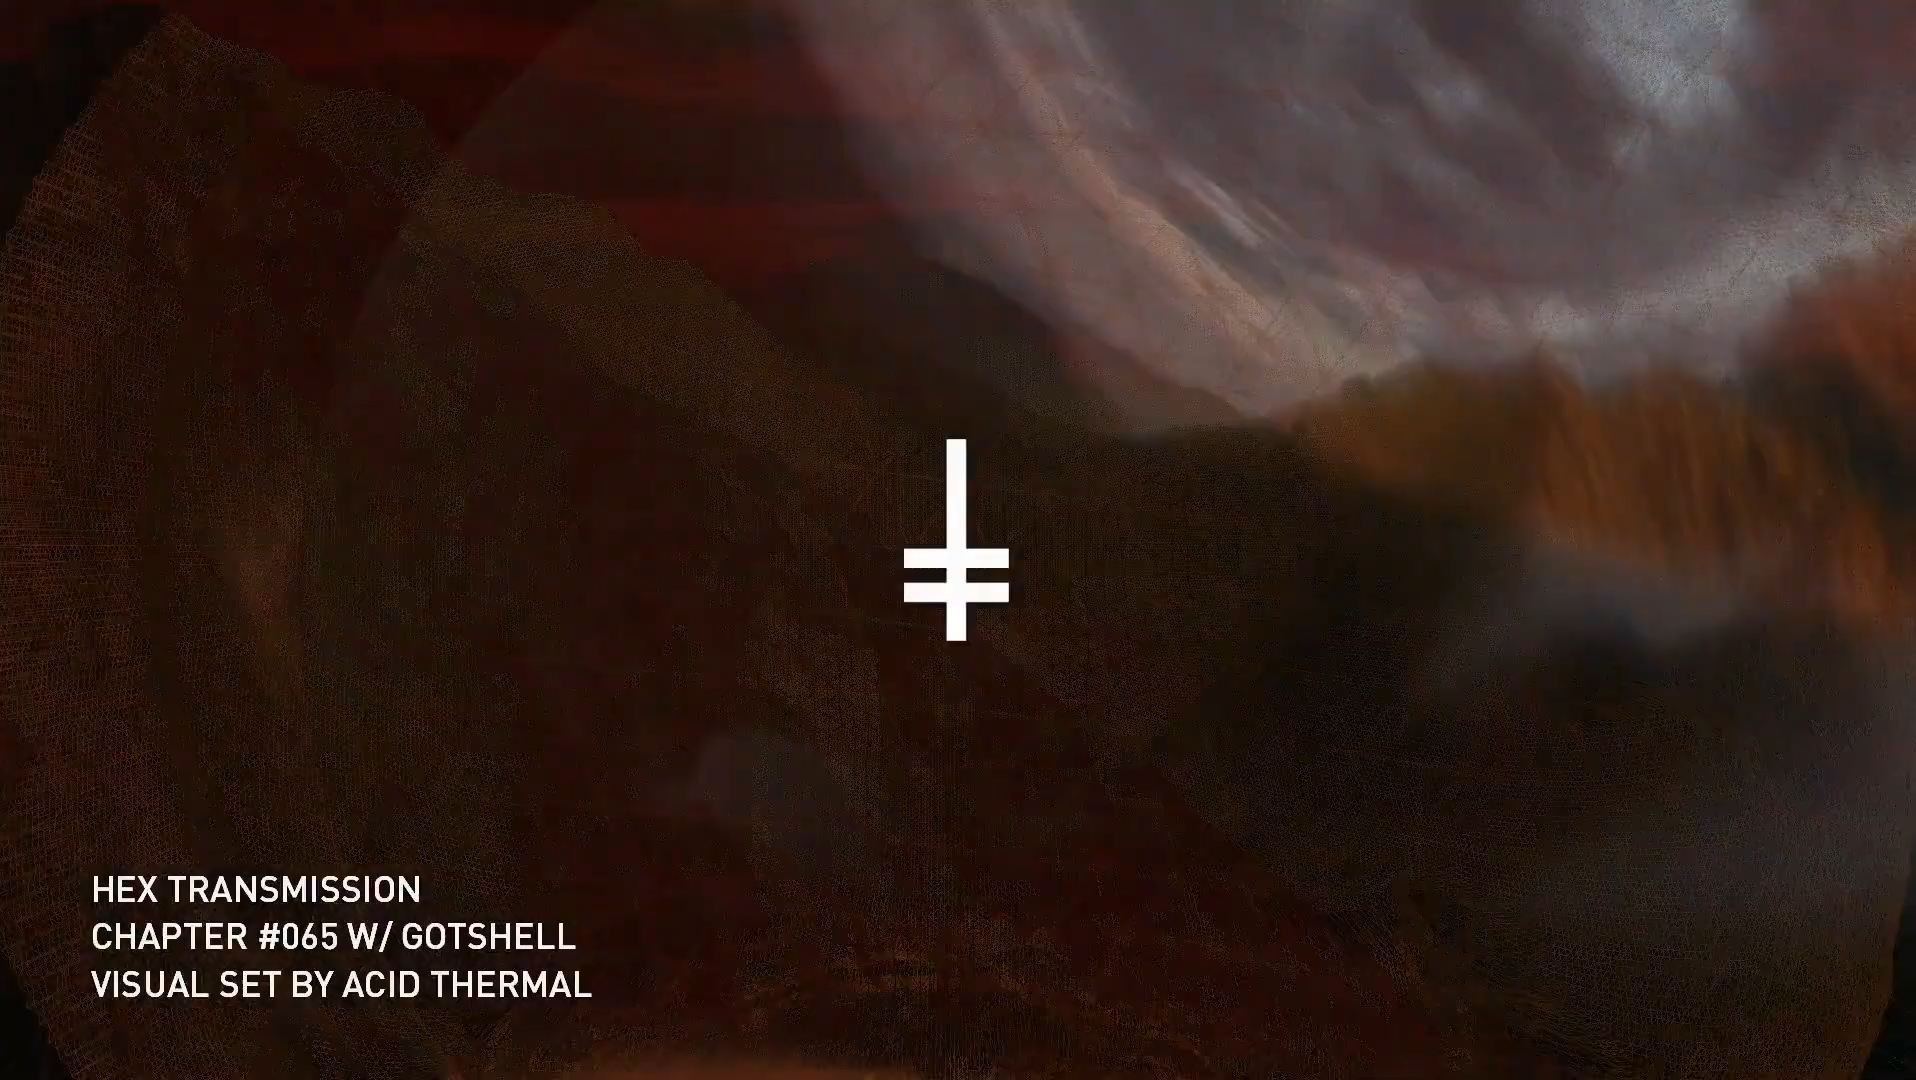 HEX TRANSMISSION
CHAPTER #065 W/ GOTSHELL
VISUAL SET BY ACID THERMAL